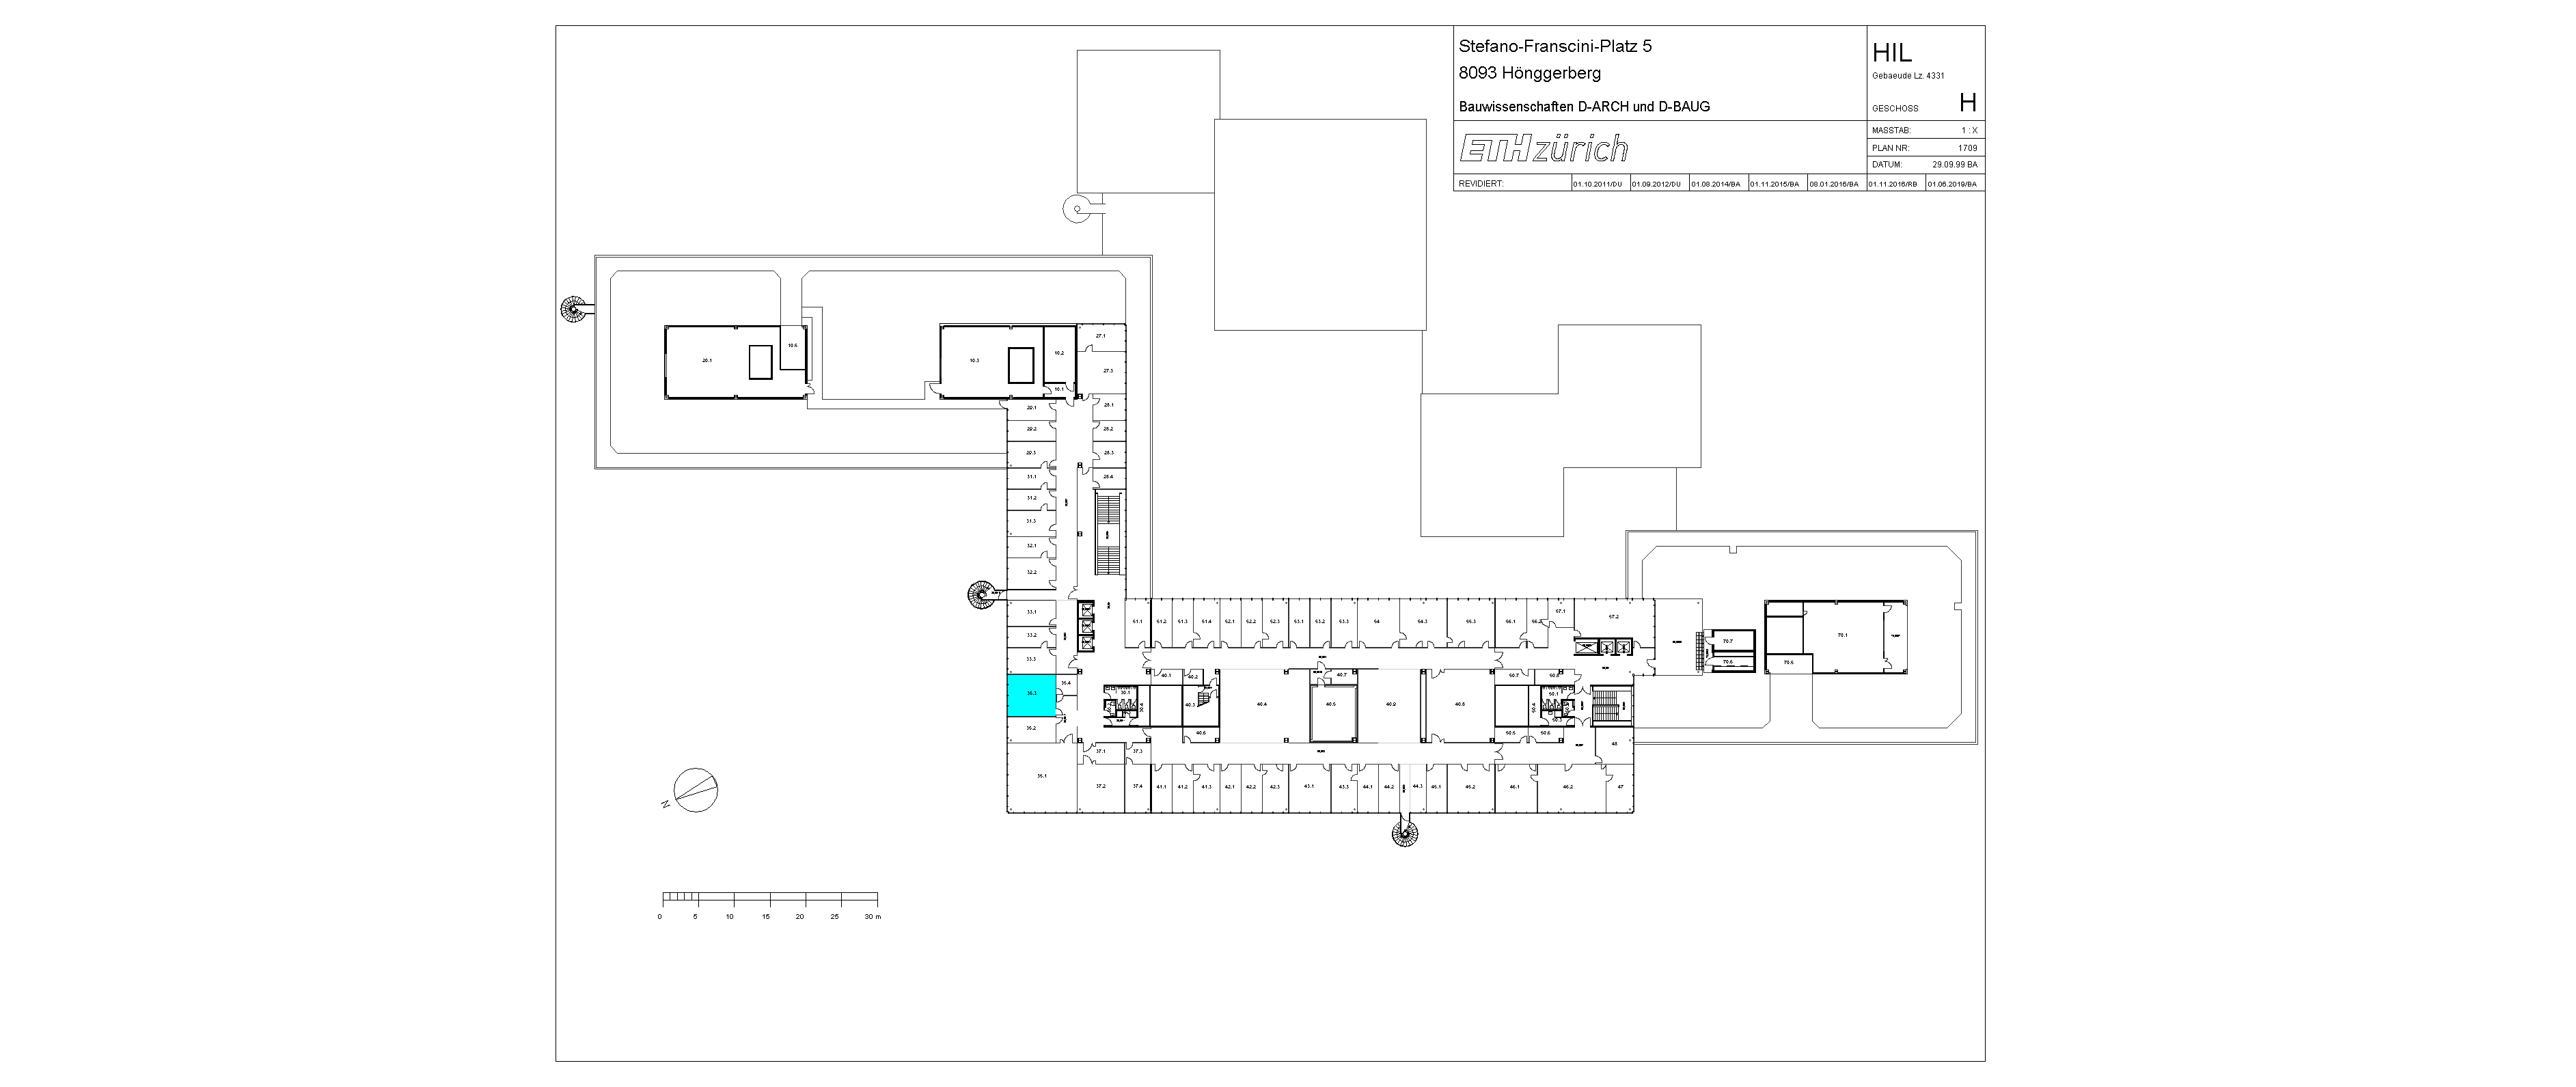 Stefano-Franscini-Platz 5
8093 Hönggerberg
Bauwissenschaften D-ARCH und D-BAUG
HIL
Gebaeude Lz. 4331
GESCHOSS H
ETH zürich
MASSTAB: 1 : X
PLAN NR: 1709
DATUM: 29.09.99 BA
REVIDIERT: 01.10.2011/DU 01.09.2012/DU 01.08.2014/BA 01.11.2015/BA 08.01.2016/BA 01.11.2016/RB 01.06.2019/BA
27.1
10.5
10.2
20.1
10.3
27.3
10.1
29.1
28.1
29.2
28.2
29.3
28.3
31.1
28.4
31.2
31.3
32.1
32.2
33.1
61.1 61.2 61.3 61.4 62.1 62.2 62.3 63.1 63.2 63.3 64 64.3 65.3 66.1 67.1 67.2
33.2
70.1
70.7
33.3
70.6
40.1 40.2 40.7 50.7
35.4
35.3
30.1 50.1
40.3 40.4 40.5 40.9 40.8
35.2
40.6 50.5 50.6
48
37.1 37.3
35.1
37.2 37.4 41.1 41.2 41.3 42.1 42.2 42.3 43.1 43.3 44.1 44.2 44.3 45.1 45.2 46.1 46.2 47
N
0 5 10 15 20 25 30 m